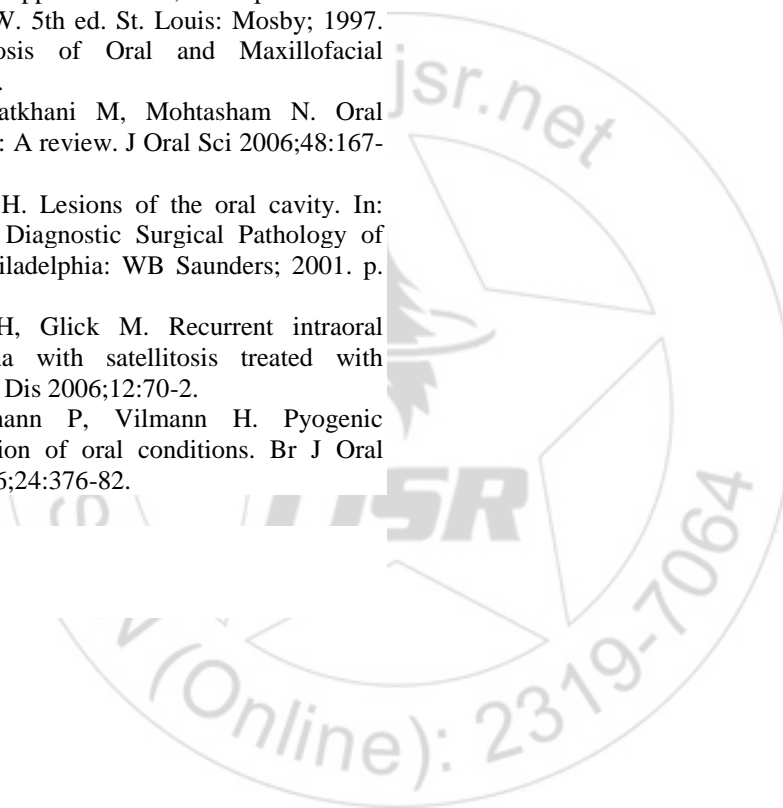 W. 5th ed. St. Louis: Mosby; 1997.
osis of Oral and Maxillofacial
.
atkhani M, Mohtasham N. Oral
: A review. J Oral Sci 2006;48:167-
H. Lesions of the oral cavity. In:
Diagnostic Surgical Pathology of
iladelphia: WB Saunders; 2001. p.
H, Glick M. Recurrent intraoral
a with satellitosis treated with
Dis 2006;12:70-2.
mann P, Vilmann H. Pyogenic
ion of oral conditions. Br J Oral
6;24:376-82.
jsr.net
IJSR
(Online): 2319-7064